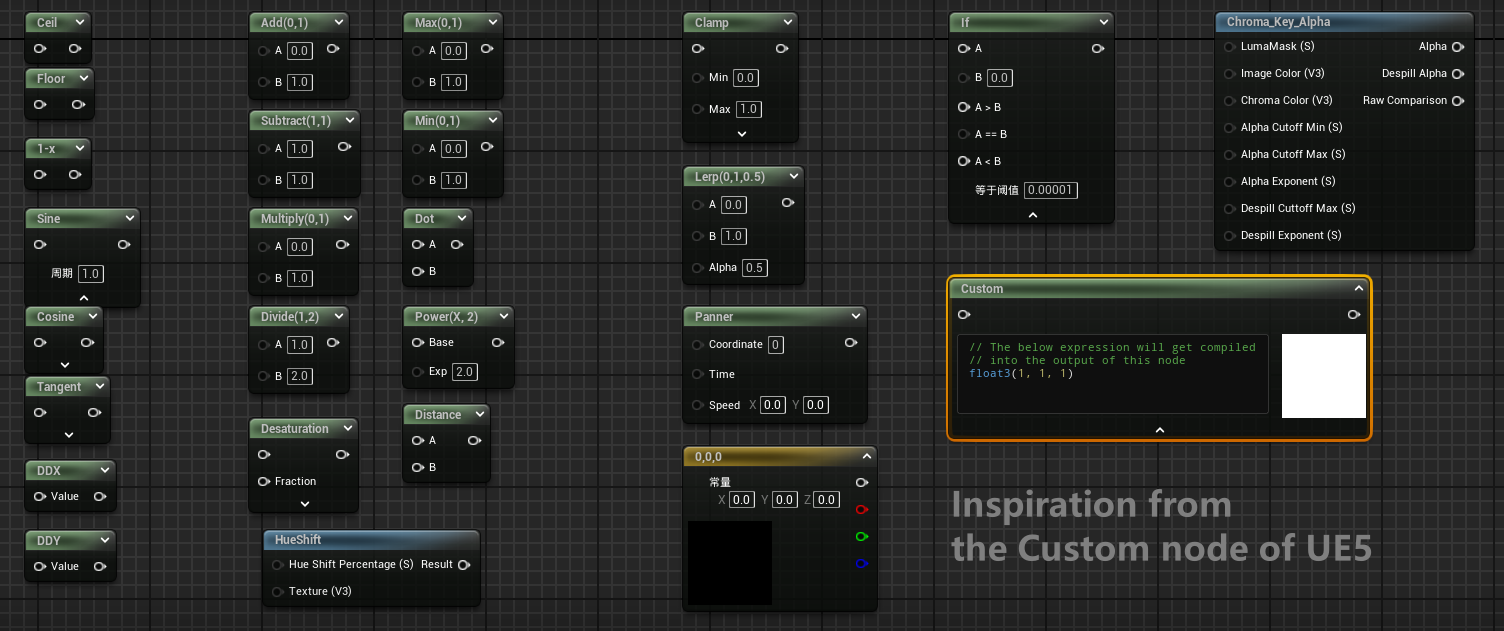 Ceil
Floor
1-x
Sine
周期 1.0
Cosine
Tangent
DDX
Value
DDY
Value
Add(0,1)
A 0.0
B 1.0
Subtract(1,1)
A 1.0
B 1.0
Multiply(0,1)
A 0.0
B 1.0
Divide(1,2)
A 1.0
B 2.0
Desaturation
Fraction
HueShift
Hue Shift Percentage (S) Result
Texture (V3)
Max(0,1)
A 0.0
B 1.0
Min(0,1)
A 0.0
B 1.0
Dot
A
B
Power(X, 2)
Base
Exp 2.0
Distance
A
B
Clamp
Min 0.0
Max 1.0
Lerp(0,1,0.5)
A 0.0
B 1.0
Alpha 0.5
Panner
Coordinate 0
Time
Speed X 0.0 Y 0.0
0,0,0
常量
X 0.0 Y 0.0 Z 0.0
If
A
B 0.0
A > B
A == B
A < B
等于阈值 0.00001
Chroma_Key_Alpha
LumaMask (S) Alpha
Image Color (V3) Despill Alpha
Chroma Color (V3) Raw Comparison
Alpha Cutoff Min (S)
Alpha Cutoff Max (S)
Alpha Exponent (S)
Despill Cuttoff Max (S)
Despill Exponent (S)
Custom
// The below expression will get compiled
// into the output of this node
float3(1, 1, 1)
Inspiration from
the Custom node of UE5